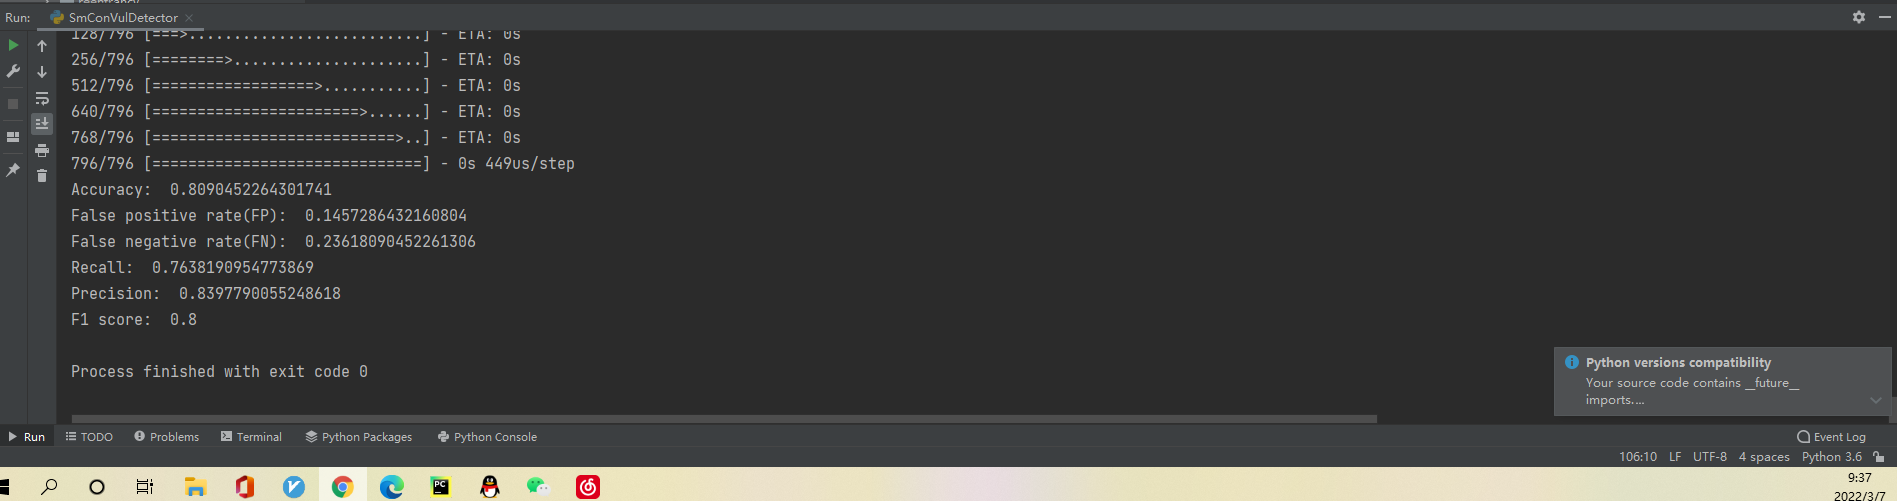 reentrancy
Run: SmConVulDetector
128/796 [===>..........................] - ETA: 0s
256/796 [========>.....................] - ETA: 0s
512/796 [==================>...........] - ETA: 0s
640/796 [=======================>......] - ETA: 0s
768/796 [===========================>..] - ETA: 0s
796/796 [==============================] - 0s 449us/step
Accuracy:  0.8090452264301741
False positive rate(FP):  0.1457286432160804
False negative rate(FN):  0.23618090452261306
Recall:  0.7638190954773869
Precision:  0.8397790055248618
F1 score:  0.8
Process finished with exit code 0
Python versions compatibility
Your source code contains __future__
imports....
Run TODO Problems Terminal Python Packages Python Console Event Log
106:10 LF UTF-8 4 spaces Python 3.6
PC
9:37
2022/3/7